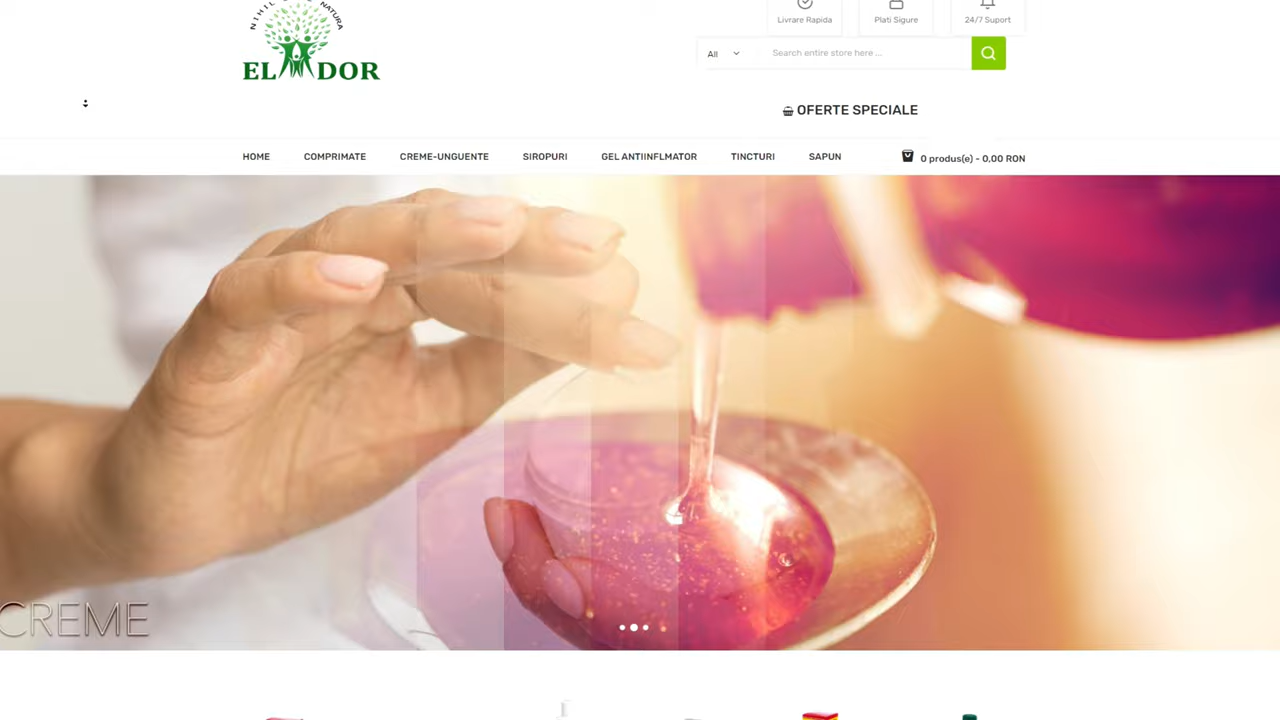 NIHIL NATURA
EL DOR
Livrare Rapida
Plati Sigure
24/7 Suport
All
Search entire store here ...
OFERTE SPECIALE
HOME
COMPRIMATE
CREME-UNGUENTE
SIROPURI
GEL ANTIINFLMATOR
TINCTURI
SAPUN
0 produs(e) - 0,00 RON
CREME